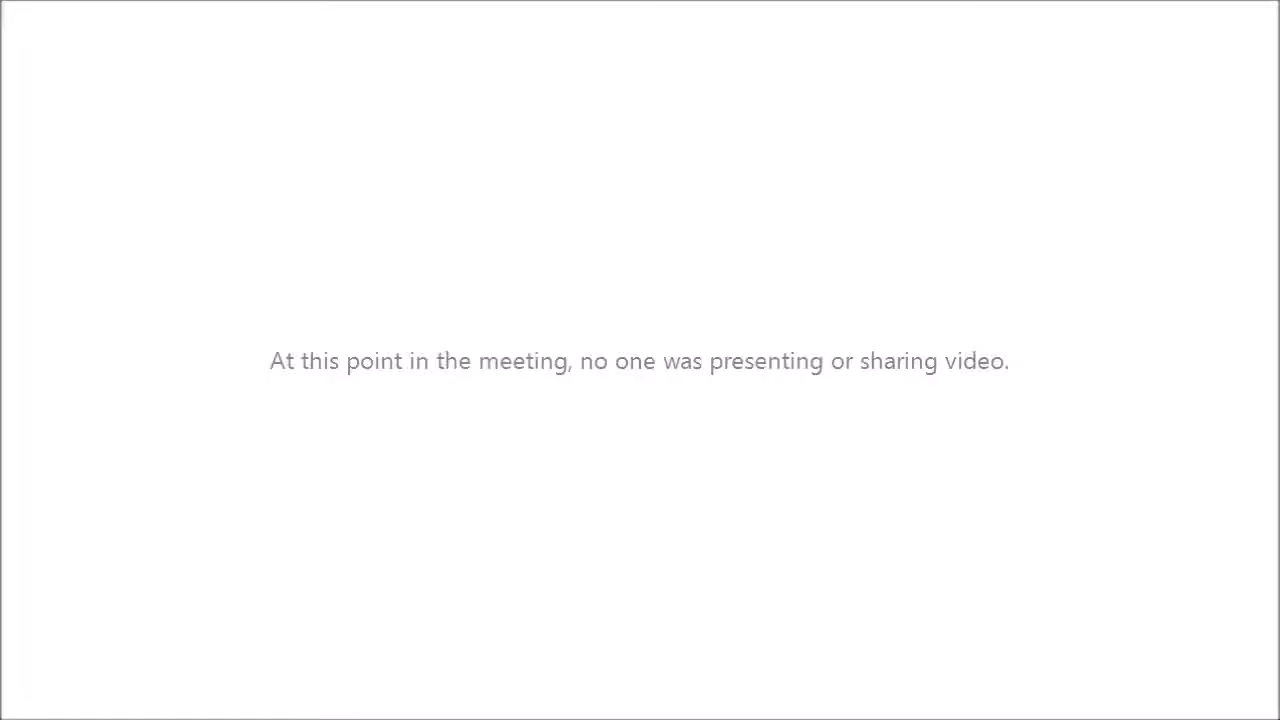 At this point in the meeting, no one was presenting or sharing video.